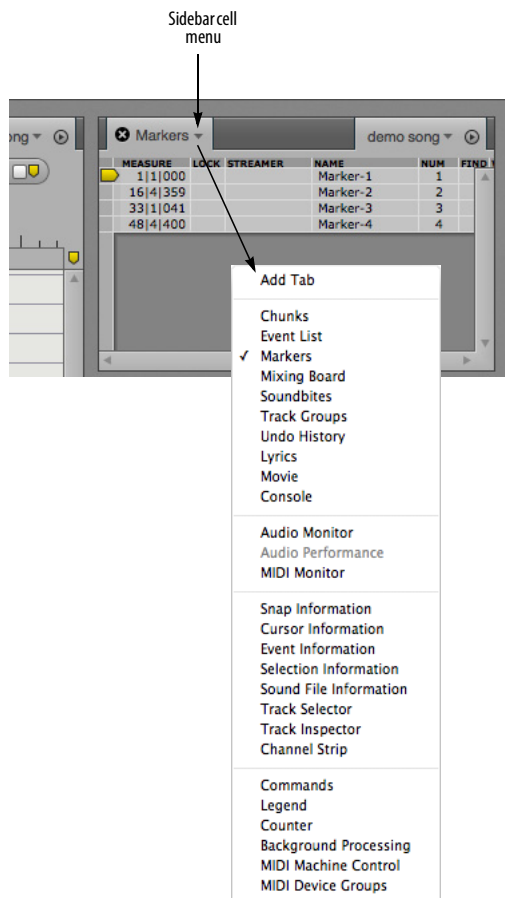 Sidebar cell
menu
ong
Markers
demo song
MEASURE LOCK STREAMER NAME NUM FIND
1|1|000 Marker-1 1
16|4|359 Marker-2 2
33|1|041 Marker-3 3
48|4|400 Marker-4 4
Add Tab
Chunks
Event List
✓ Markers
Mixing Board
Soundbites
Track Groups
Undo History
Lyrics
Movie
Console
Audio Monitor
Audio Performance
MIDI Monitor
Snap Information
Cursor Information
Event Information
Selection Information
Sound File Information
Track Selector
Track Inspector
Channel Strip
Commands
Legend
Counter
Background Processing
MIDI Machine Control
MIDI Device Groups